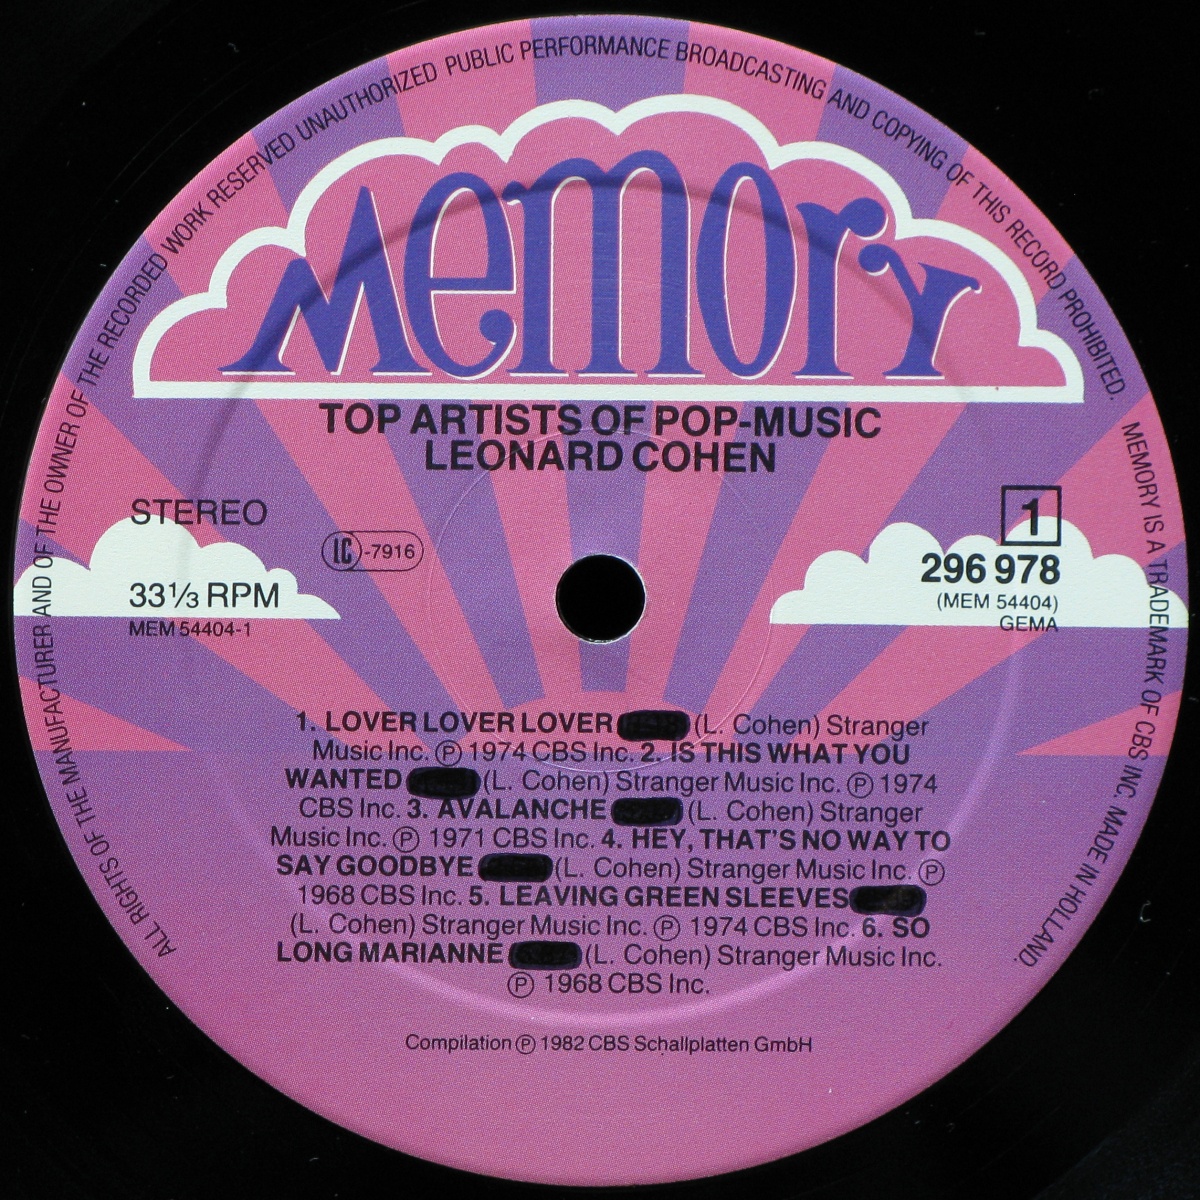 ALL RIGHTS OF THE MANUFACTURER AND OF THE OWNER OF THE RECORDED WORK RESERVED UNAUTHORIZED PUBLIC PERFORMANCE BROADCASTING AND COPYING OF THIS RECORD PROHIBITED.
MEMORY IS A TRADEMARK OF CBS INC. MADE IN HOLLAND.
memory
TOP ARTISTS OF POP-MUSIC
LEONARD COHEN
STEREO
LC-7916
1
33⅓ RPM
296 978
MEM 54404-1
(MEM 54404)
GEMA
1. LOVER LOVER LOVER (L. Cohen) Stranger
Music Inc. Ⓟ 1974 CBS Inc. 2. IS THIS WHAT YOU
WANTED (L. Cohen) Stranger Music Inc. Ⓟ 1974
CBS Inc. 3. AVALANCHE (L. Cohen) Stranger
Music Inc. Ⓟ 1971 CBS Inc. 4. HEY, THAT'S NO WAY TO
SAY GOODBYE (L. Cohen) Stranger Music Inc. Ⓟ
1968 CBS Inc. 5. LEAVING GREEN SLEEVES
(L. Cohen) Stranger Music Inc. Ⓟ 1974 CBS Inc. 6. SO
LONG MARIANNE (L. Cohen) Stranger Music Inc.
Ⓟ 1968 CBS Inc.
Compilation Ⓟ 1982 CBS Schallplatten GmbH